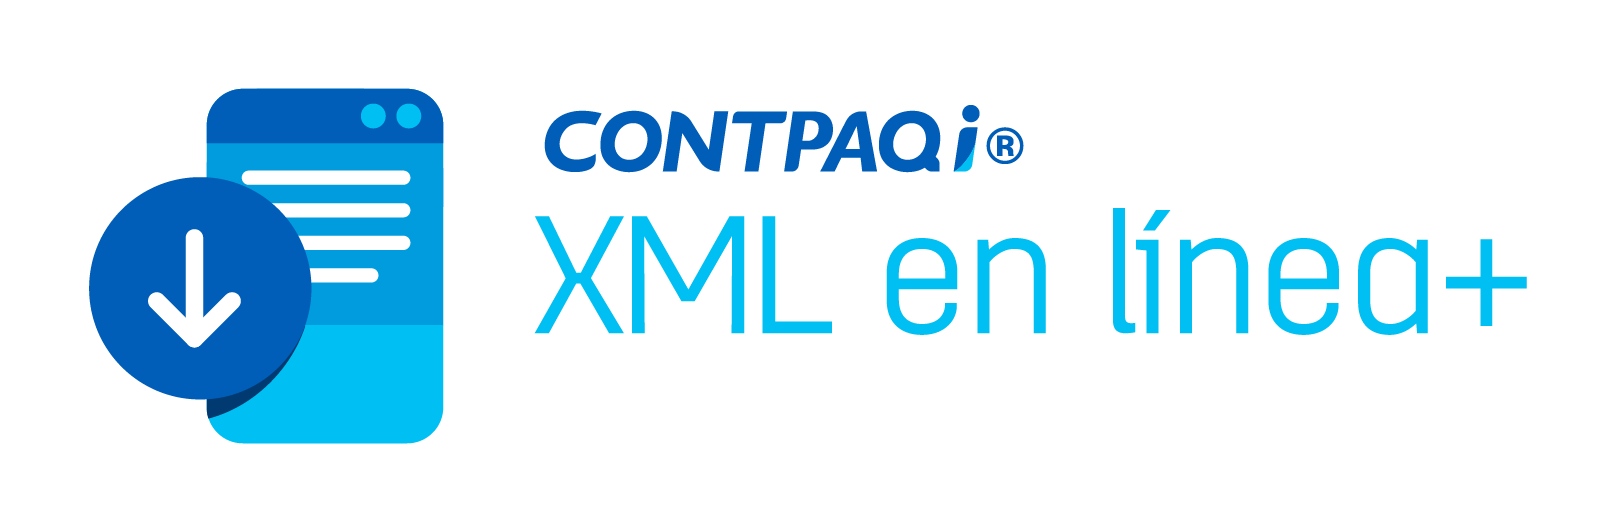 CONTPAQi®
XML en línea+